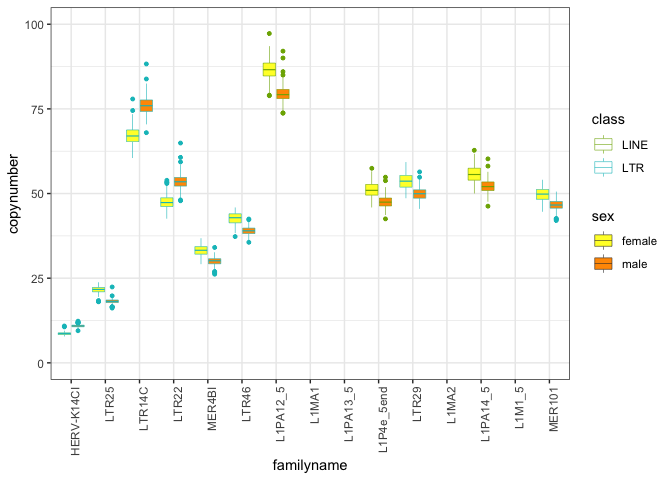 100
75
50
25
0
copynumber
HERV-K14CI
LTR25
LTR14C
LTR22
MER4BI
LTR46
L1PA12_5
L1MA1
L1PA13_5
L1P4e_5end
LTR29
L1MA2
L1PA14_5
L1M1_5
MER101
familyname
class
LINE
LTR
sex
female
male